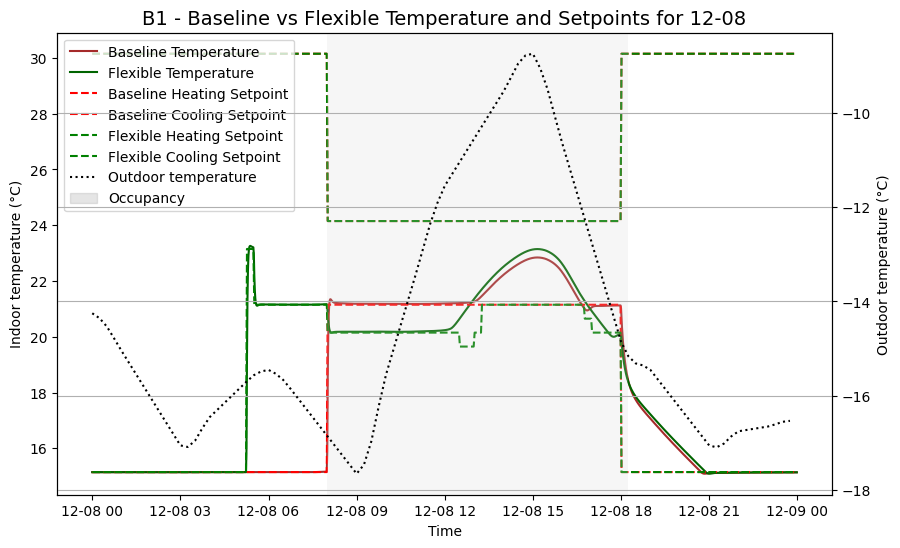 B1 - Baseline vs Flexible Temperature and Setpoints for 12-08
Baseline Temperature
Flexible Temperature
Baseline Heating Setpoint
Baseline Cooling Setpoint
Flexible Heating Setpoint
Flexible Cooling Setpoint
Outdoor temperature
Occupancy
Indoor temperature (°C)
30
28
26
24
22
20
18
16
Outdoor temperature (°C)
−10
−12
−14
−16
−18
12-08 00
12-08 03
12-08 06
12-08 09
12-08 12
12-08 15
12-08 18
12-08 21
12-09 00
Time